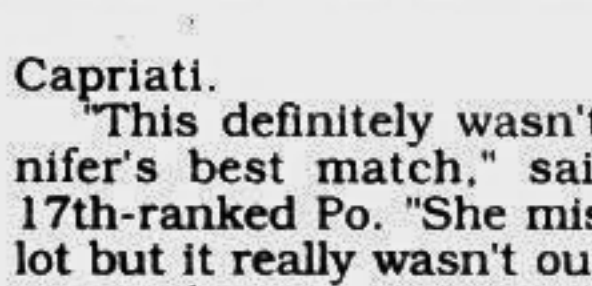 Capriati.
"This definitely wasn't
nifer's best match," sai
17th-ranked Po. "She mis
lot but it really wasn't ou